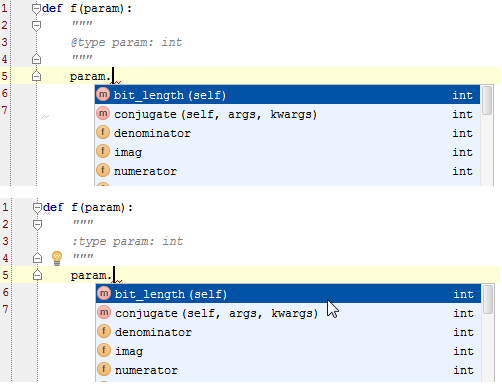 1 def f(param):
2 """
3 @type param: int
4 """
5 param.
6 m bit_length(self) int
7 m conjugate(self, args, kwargs) int
f denominator int
f imag int
f numerator int
1 def f(param):
2 """
3 :type param: int
4 """
5 param.
6 m bit_length(self) int
7 m conjugate(self, args, kwargs) int
f denominator int
f imag int
f numerator int